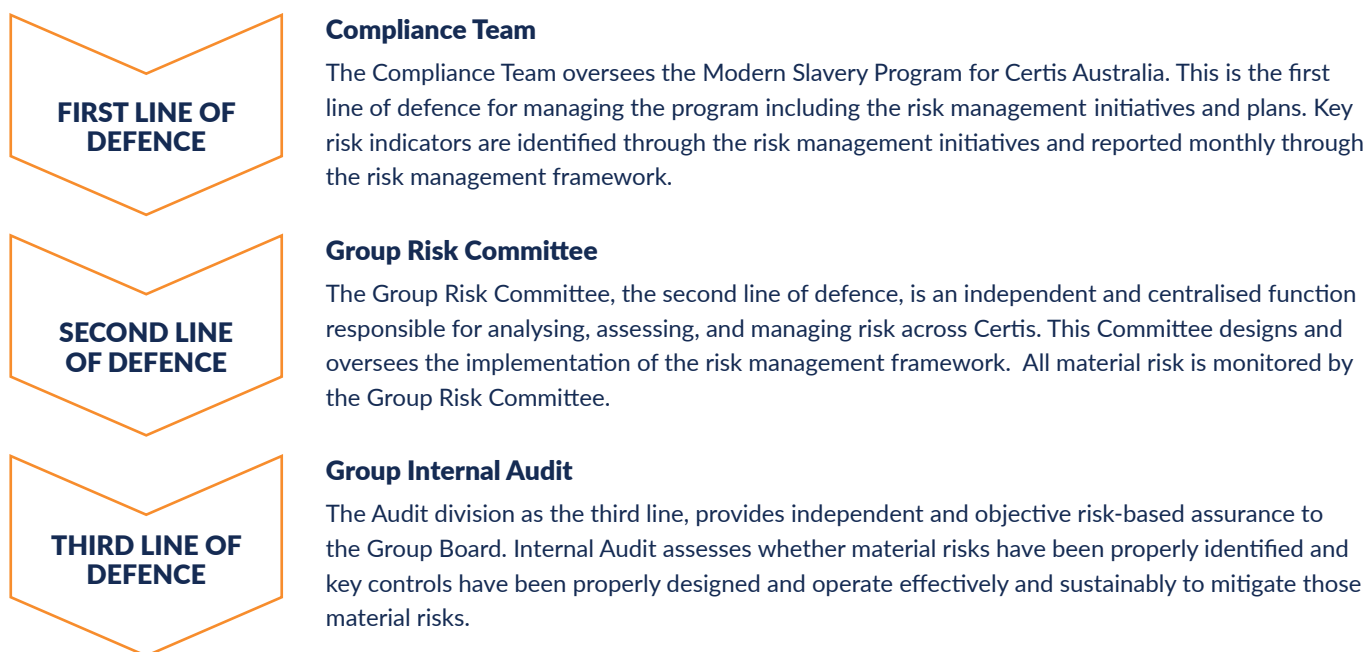 FIRST LINE OF
DEFENCE
Compliance Team
The Compliance Team oversees the Modern Slavery Program for Certis Australia. This is the first
line of defence for managing the program including the risk management initiatives and plans. Key
risk indicators are identified through the risk management initiatives and reported monthly through
the risk management framework.
SECOND LINE
OF DEFENCE
Group Risk Committee
The Group Risk Committee, the second line of defence, is an independent and centralised function
responsible for analysing, assessing, and managing risk across Certis. This Committee designs and
oversees the implementation of the risk management framework.  All material risk is monitored by
the Group Risk Committee.
THIRD LINE OF
DEFENCE
Group Internal Audit
The Audit division as the third line, provides independent and objective risk-based assurance to
the Group Board. Internal Audit assesses whether material risks have been properly identified and
key controls have been properly designed and operate effectively and sustainably to mitigate those
material risks.